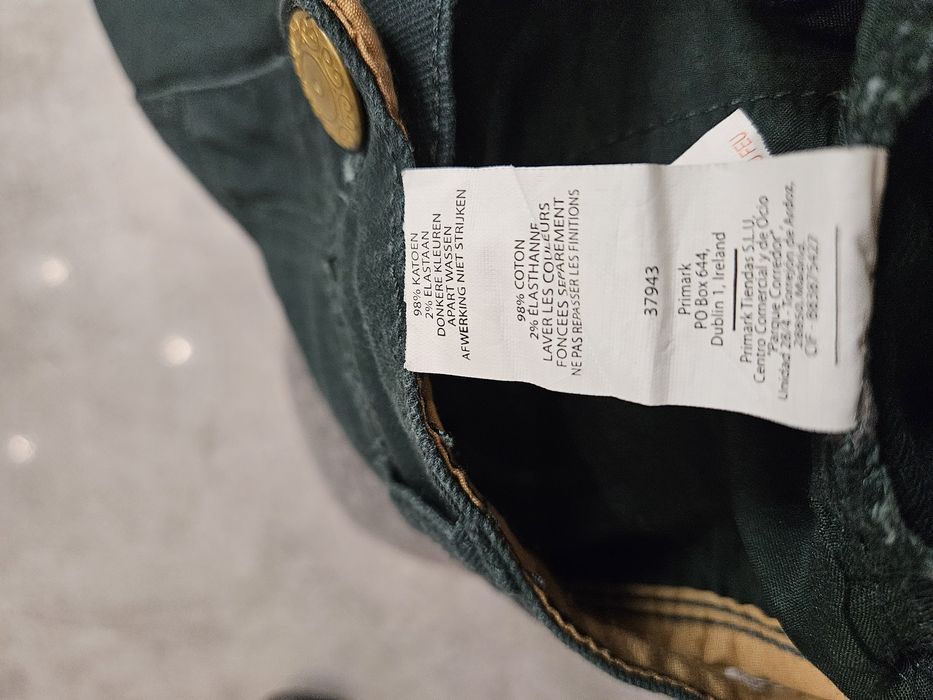 98% KATOEN
2% ELASTAAN
DONKERE KLEUREN
APART WASSEN
AFWERKING NIET STRIJKEN
98% COTON
2% ÉLASTHANNE
LAVER LES COULEURS
FONCÉES SÉPARÉMENT
NE PAS REPASSER LES FINITIONS
37943
Primark
PO Box 644,
Dublin 1, Ireland
Primark Tiendas S.L.U.
Centro Comercial y de Ocio
"Parque Corredor",
Unidad 28/4 - Torrejón de Ardoz,
Madrid
CIF -
FEU